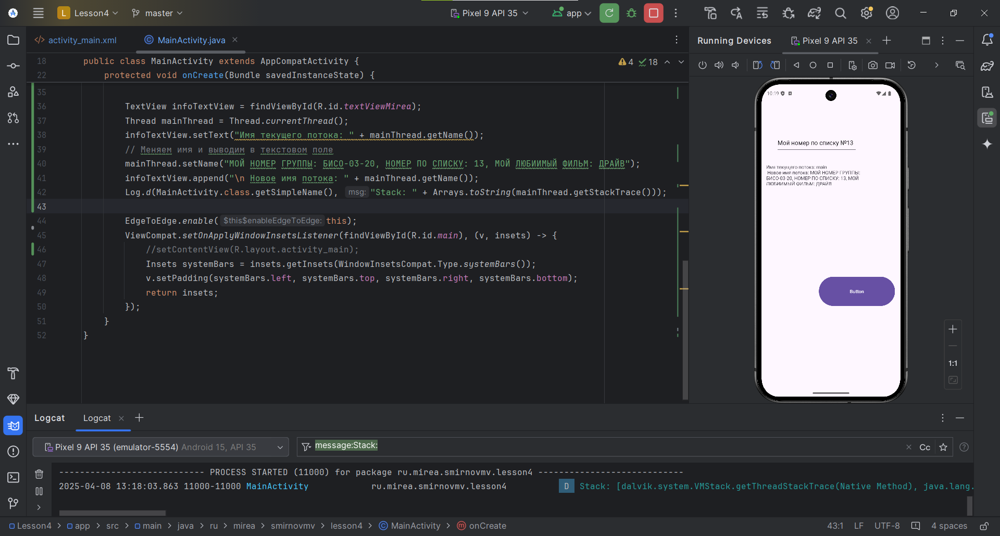 L Lesson4 master Pixel 9 API 35 app
activity_main.xml MainActivity.java
Running Devices Pixel 9 API 35
18 public class MainActivity extends AppCompatActivity {
4 18
22 protected void onCreate(Bundle savedInstanceState) {
35
36 TextView infoTextView = findViewById(R.id.textViewMirea);
37 Thread mainThread = Thread.currentThread();
38 infoTextView.setText("Имя текущего потока: " + mainThread.getName());
39 // Меняем имя и выводим в текстовом поле
40 mainThread.setName("МОЙ НОМЕР ГРУППЫ: БИСО-03-20, НОМЕР ПО СПИСКУ: 13, МОЙ ЛЮБИИМЫЙ ФИЛЬМ: ДРАЙВ");
41 infoTextView.append("\n Новое имя потока: " + mainThread.getName());
42 Log.d(MainActivity.class.getSimpleName(), msg: "Stack: " + Arrays.toString(mainThread.getStackTrace()));
43
44 EdgeToEdge.enable( $this$enableEdgeToEdge: this);
45 ViewCompat.setOnApplyWindowInsetsListener(findViewById(R.id.main), (v, insets) -> {
46 //setContentView(R.layout.activity_main);
47 Insets systemBars = insets.getInsets(WindowInsetsCompat.Type.systemBars());
48 v.setPadding(systemBars.left, systemBars.top, systemBars.right, systemBars.bottom);
49 return insets;
50 });
51 }
52 }
10:19
Мой номер по списку №13
Имя текущего потока: main
Новое имя потока: МОЙ НОМЕР ГРУППЫ:
БИСО-03-20, НОМЕР ПО СПИСКУ: 13, МОЙ
ЛЮБИИМЫЙ ФИЛЬМ: ДРАЙВ
Button
1:1
Logcat Logcat
Pixel 9 API 35 (emulator-5554) Android 15, API 35
message:Stack:
Cc
---------------------------- PROCESS STARTED (11000) for package ru.mirea.smirnovmv.lesson4 ----------------------------
2025-04-08 13:18:03.863 11000-11000 MainActivity ru.mirea.smirnovmv.lesson4 D Stack: [dalvik.system.VMStack.getThreadStackTrace(Native Method), java.lang.
Lesson4 > app > src > main > java > ru > mirea > smirnovmv > lesson4 > MainActivity > onCreate
43:1 LF UTF-8 4 spaces